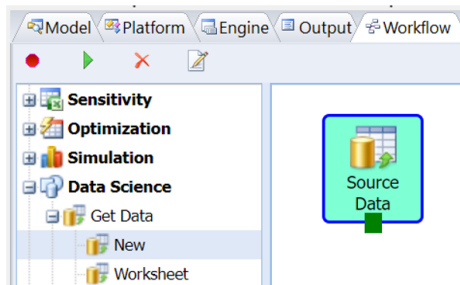 Model Platform Engine Output Workflow
Sensitivity
Optimization
Simulation
Data Science
Get Data
New
Worksheet
Source
Data